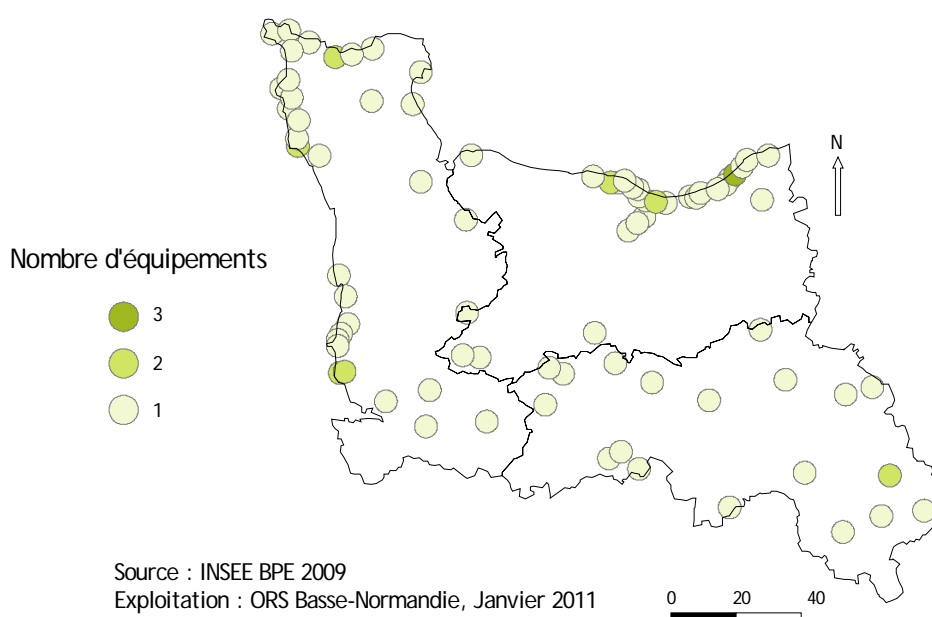 N
Nombre d'équipements
3
2
1
Source : INSEE BPE 2009
Exploitation : ORS Basse-Normandie, Janvier 2011
0 20 40